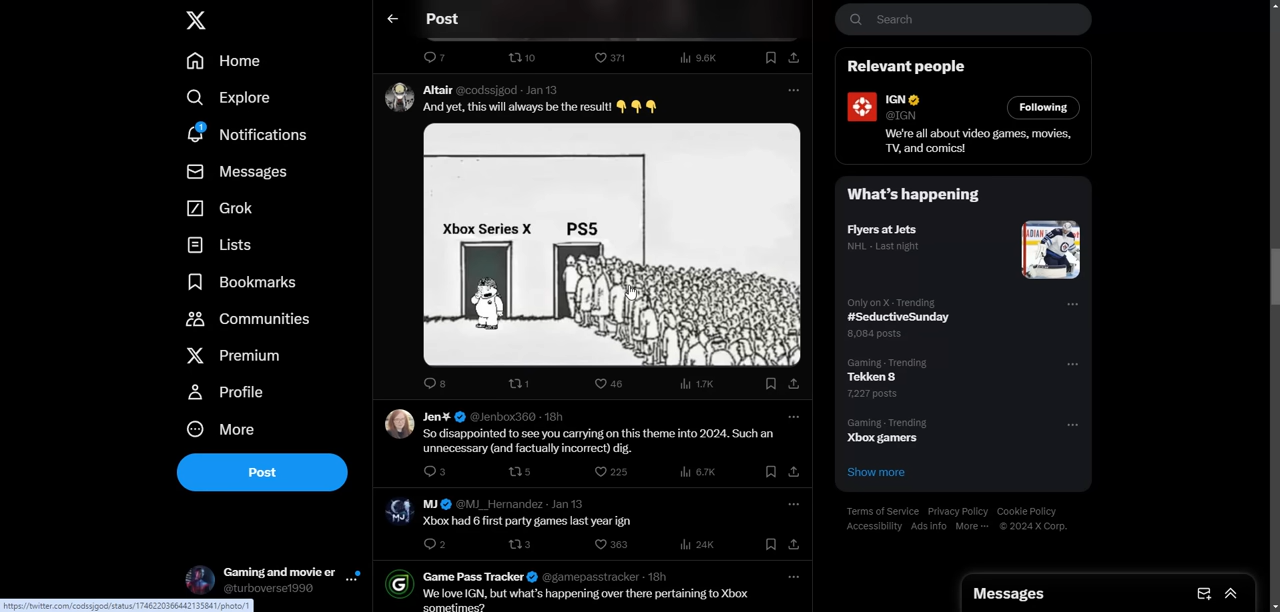 Home
Explore
1
Notifications
Messages
Grok
Lists
Bookmarks
Communities
Premium
Profile
More
Post
Gaming and movie er
@turboverse1990
https://twitter.com/codssjgod/status/1746220366442135841/photo/1
Post
7 10 371 9.6K
Altair @codssjgod · Jan 13
And yet, this will always be the result! 👇👇👇
Xbox Series X PS5
8 1 46 1.7K
Jen @Jenbox360 · 18h
So disappointed to see you carrying on this theme into 2024. Such an
unnecessary (and factually incorrect) dig.
3 5 225 6.7K
MJ @MJ_Hernandez · Jan 13
Xbox had 6 first party games last year ign
2 3 363 24K
Game Pass Tracker @gamepasstracker · 18h
We love IGN, but what's happening over there pertaining to Xbox
sometimes?
Search
Relevant people
IGN
@IGN
Following
We're all about video games, movies,
TV, and comics!
What's happening
Flyers at Jets
NHL · Last night
Only on X · Trending
#SeductiveSunday
8,084 posts
Gaming · Trending
Tekken 8
7,227 posts
Gaming · Trending
Xbox gamers
Show more
Terms of Service Privacy Policy Cookie Policy
Accessibility Ads info More ··· © 2024 X Corp.
Messages